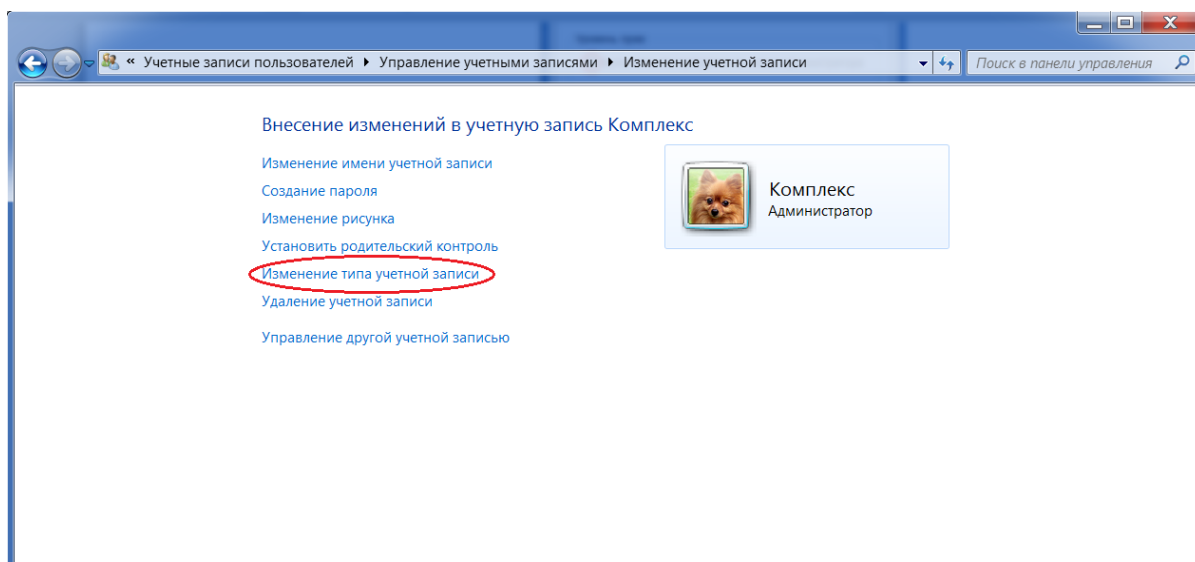 « Учетные записи пользователей Управление учетными записями Изменение учетной записи Поиск в панели управления
Внесение изменений в учетную запись Комплекс
Изменение имени учетной записи
Создание пароля
Изменение рисунка
Установить родительский контроль
Изменение типа учетной записи
Удаление учетной записи
Управление другой учетной записью
Комплекс
Администратор